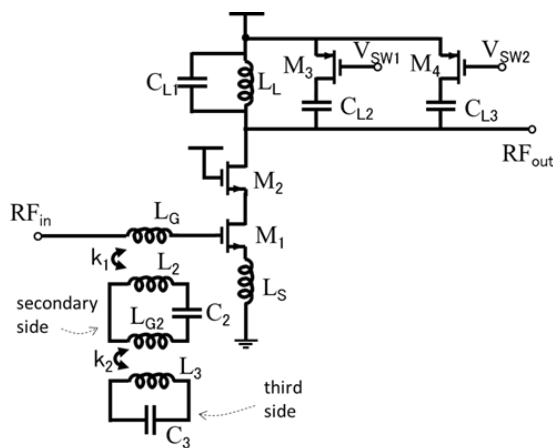 V_SW1
V_SW2
M_3
M_4
C_L1
L_L
C_L2
C_L3
RF_out
M_2
RF_in
L_G
M_1
k_1
L_2
L_S
secondary
side
L_G2
C_2
k_2
L_3
third
side
C_3